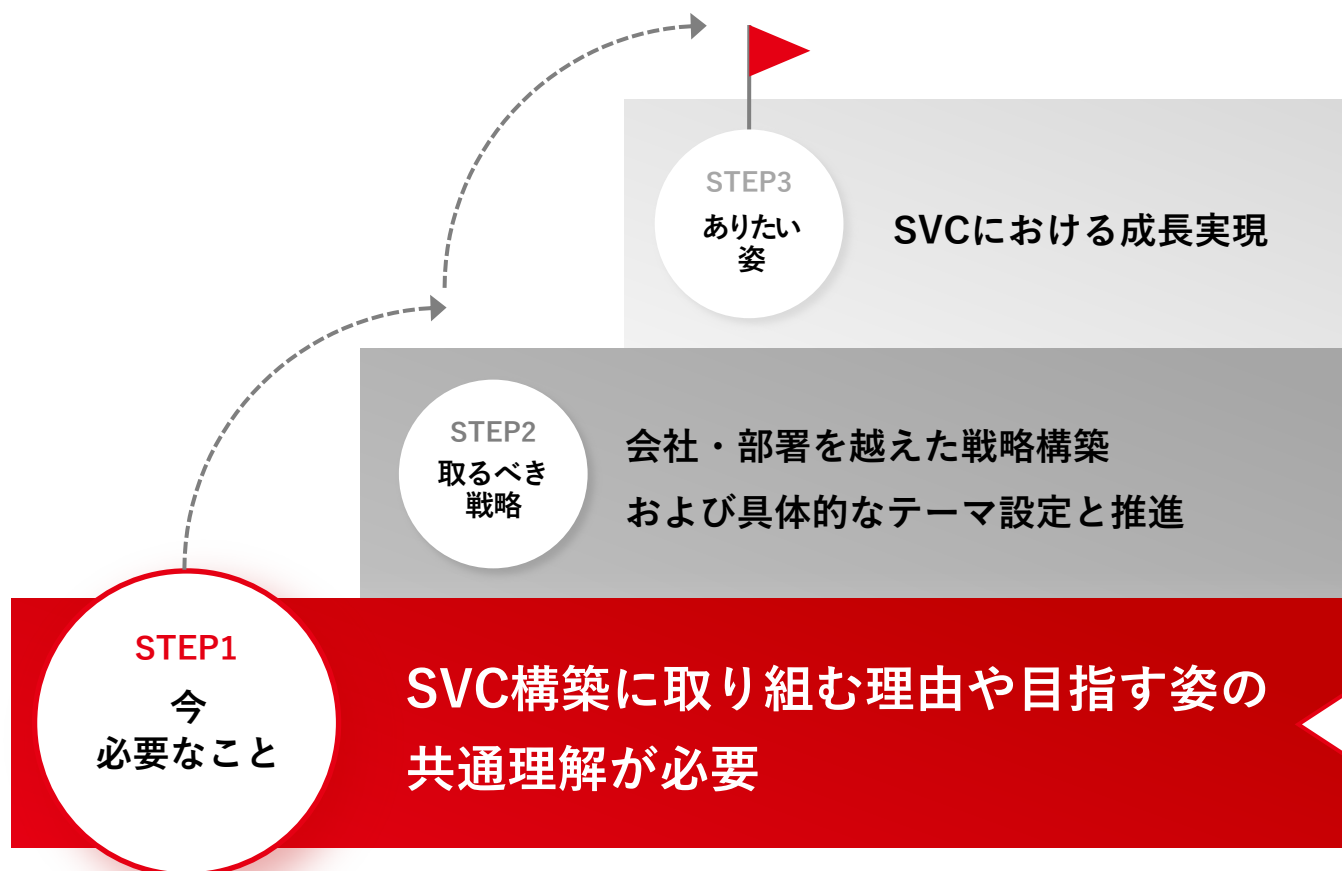 STEP3
ありたい
姿
SVCにおける成長実現
STEP2
取るべき
戦略
会社・部署を越えた戦略構築
および具体的なテーマ設定と推進
STEP1
今
必要なこと
SVC構築に取り組む理由や目指す姿の
共通理解が必要